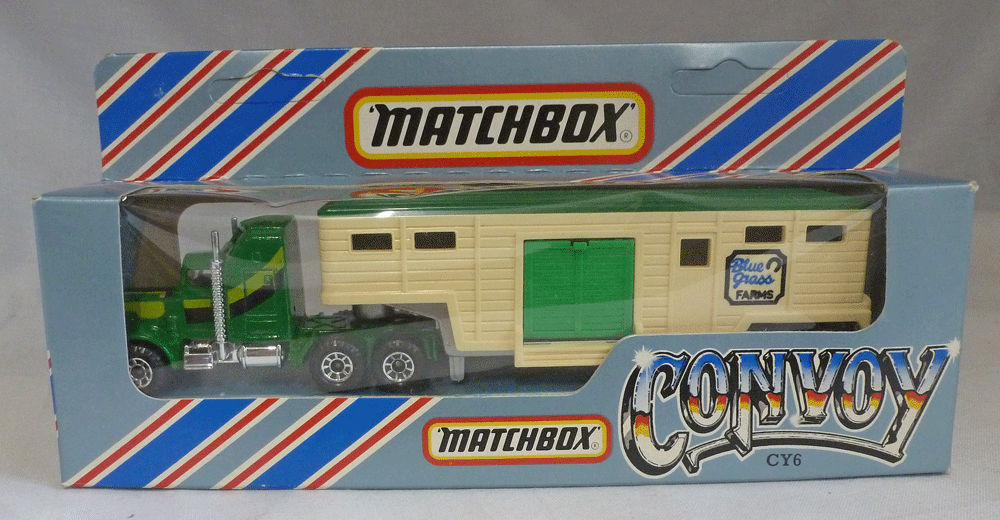 "MATCHBOX"®
Blue
Grass
FARMS
"MATCHBOX"®
CONVOY
CY6